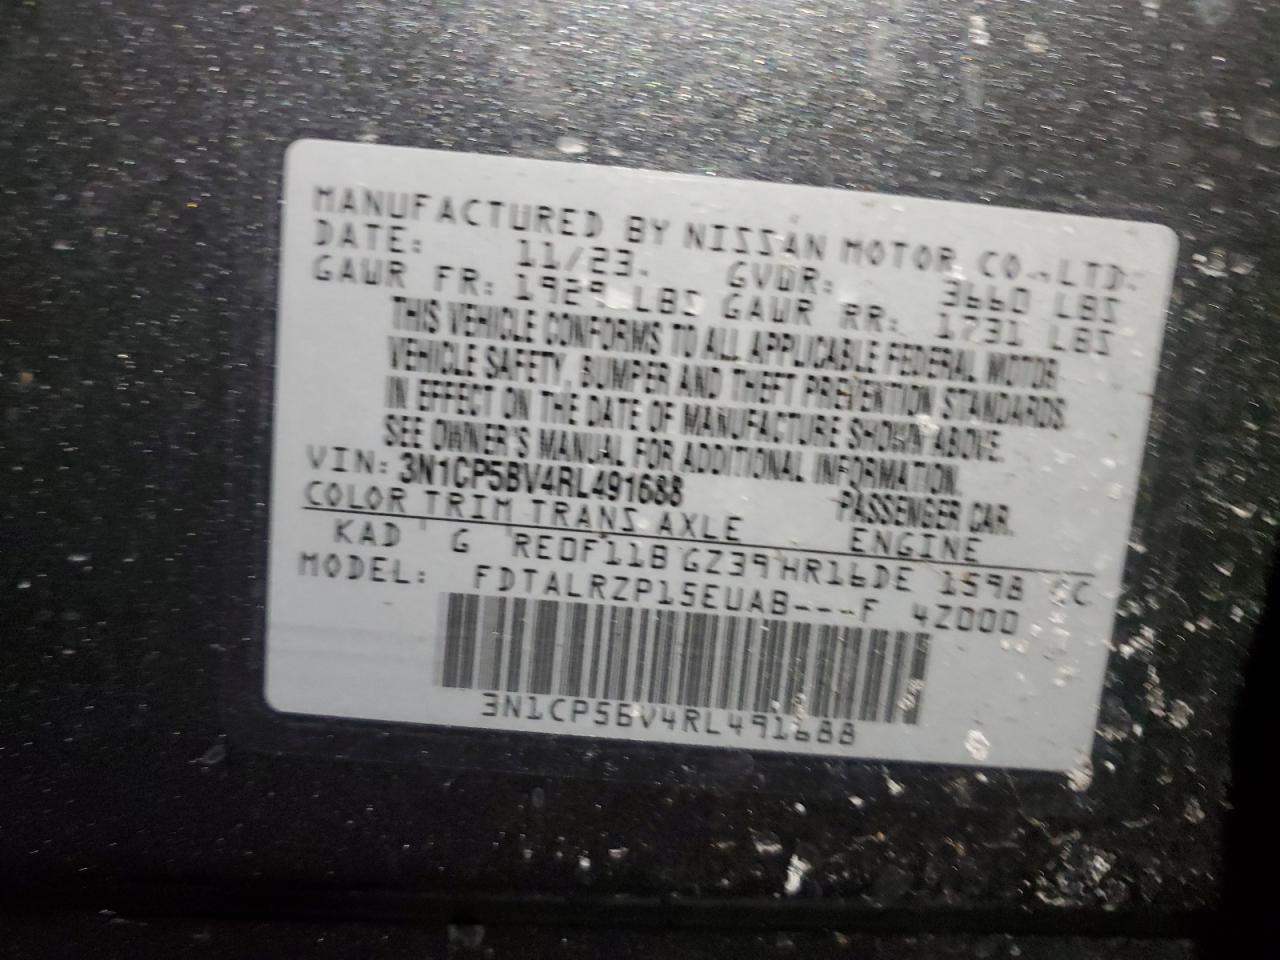 MANUFACTURED BY NISSAN MOTOR CO.,LTD.
DATE: 11/23. GVWR: 3660 LBS
GAWR FR: 1929 LBS GAWR RR: 1731 LBS
THIS VEHICLE CONFORMS TO ALL APPLICABLE FEDERAL MOTOR
VEHICLE SAFETY, BUMPER AND THEFT PREVENTION STANDARDS
IN EFFECT ON THE DATE OF MANUFACTURE SHOWN ABOVE.
SEE OWNER'S MANUAL FOR ADDITIONAL INFORMATION.
VIN: 3N1CP5BV4RL491688 PASSENGER CAR.
COLOR TRIM TRANS AXLE ENGINE
KAD G RE0F11B GZ39 HR16DE 1598 CC
MODEL: FDTALRZP15EUAB---F 4Z000
3N1CP5BV4RL491688